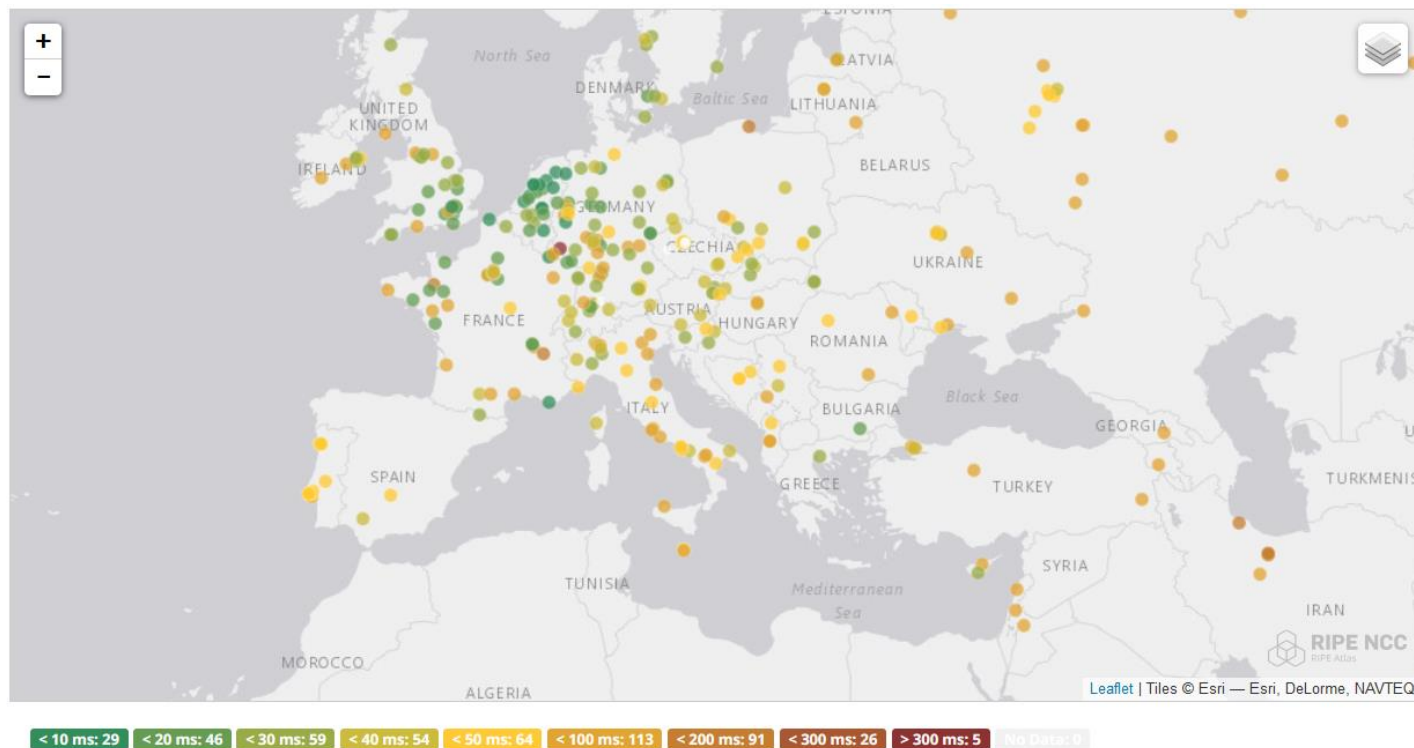 +
−
ESTONIA
North Sea
LATVIA
DENMARK
Baltic Sea
LITHUANIA
UNITED
KINGDOM
BELARUS
IRELAND
GERMANY
CZECHIA
UKRAINE
AUSTRIA
HUNGARY
FRANCE
ROMANIA
Black Sea
ITALY
BULGARIA
GEORGIA
SPAIN
GREECE
TURKEY
TURKMENIS
SYRIA
TUNISIA
Mediterranean
Sea
IRAN
RIPE NCC
RIPE Atlas
MOROCCO
ALGERIA
Leaflet | Tiles © Esri — Esri, DeLorme, NAVTEQ
< 10 ms: 29 < 20 ms: 46 < 30 ms: 59 < 40 ms: 54 < 50 ms: 64 < 100 ms: 113 < 200 ms: 91 < 300 ms: 26 > 300 ms: 5 No Data: 0